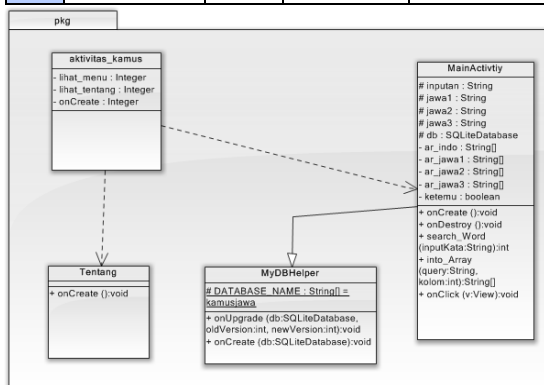 pkg
aktivitas_kamus
- lihat_menu : Integer
- lihat_tentang : Integer
- onCreate : Integer
MainActivtiy
# inputan : String
# jawa1 : String
# jawa2 : String
# jawa3 : String
# db : SQLiteDatabase
- ar_indo : String[]
- ar_jawa1 : String[]
- ar_jawa2 : String[]
- ar_jawa3 : String[]
- ketemu : boolean
+ onCreate ():void
+ onDestroy ():void
+ search_Word
(inputKata:String):int
+ into_Array
(query:String,
kolom:int):String[]
+ onClick (v:View):void
Tentang
+ onCreate ():void
MyDBHelper
# DATABASE_NAME : String[] =
kamusjawa
+ onUpgrade (db:SQLiteDatabase,
oldVersion:int, newVersion:int):void
+ onCreate (db:SQLiteDatabase):void